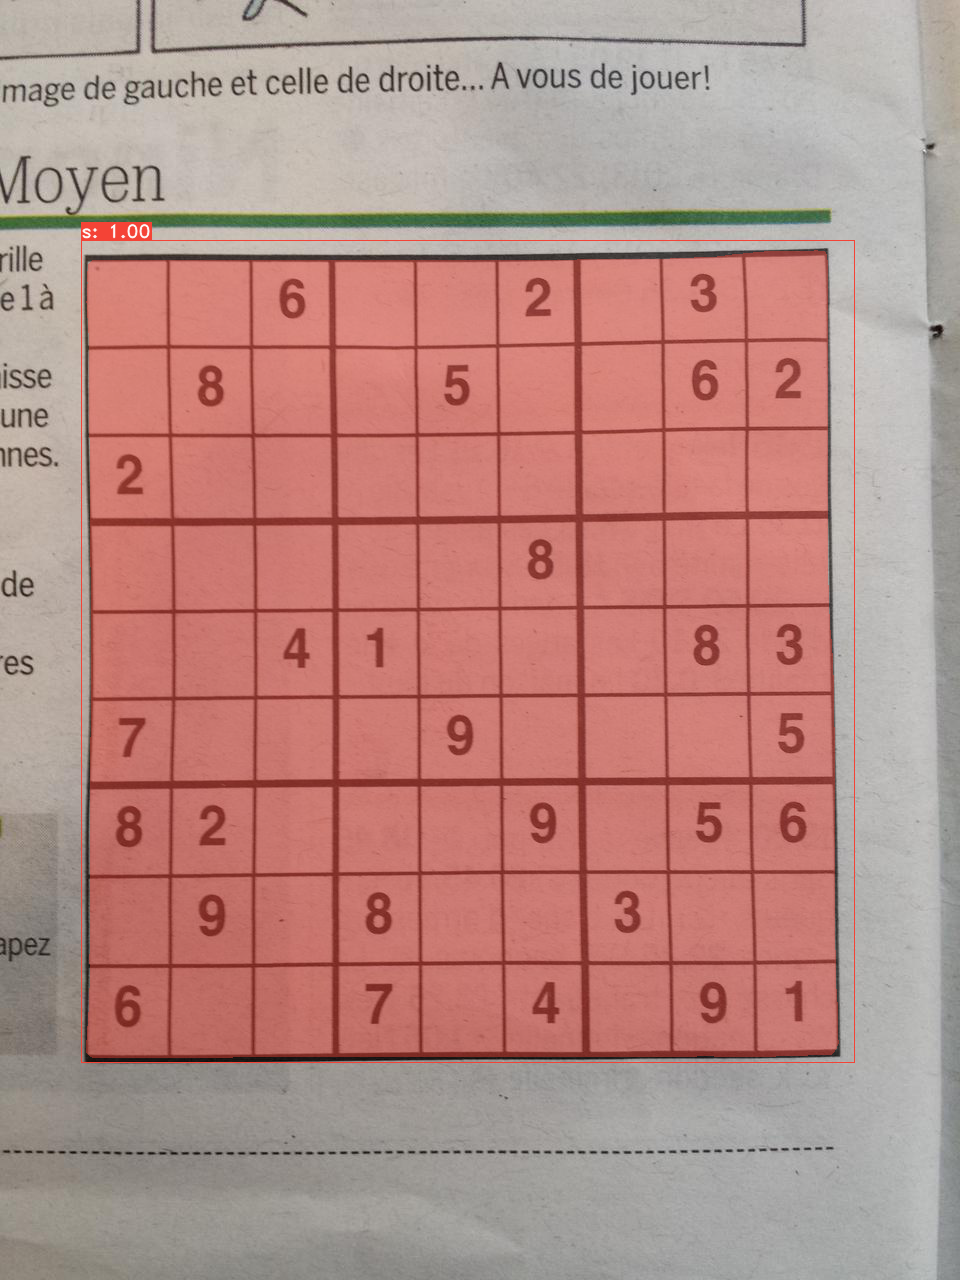 mage de gauche et celle de droite... A vous de jouer!
Moyen
s: 1.00
rille
e 1 à
isse
une
nnes.
de
res
apez
6 2 3
8 5 6 2
2
8
4 1 8 3
7 9 5
8 2 9 5 6
9 8 3
6 7 4 9 1